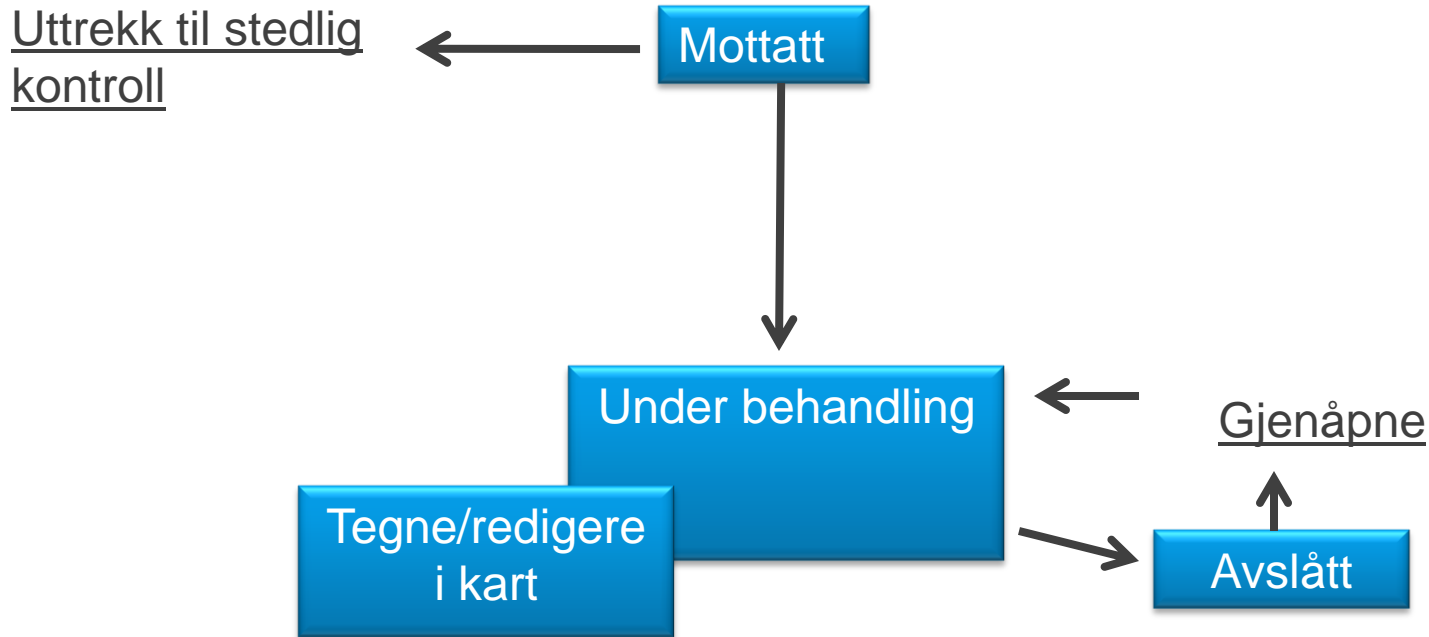 Uttrekk til stedlig
kontroll
Mottatt
Under behandling
Gjenåpne
Tegne/redigere
i kart
Avslått